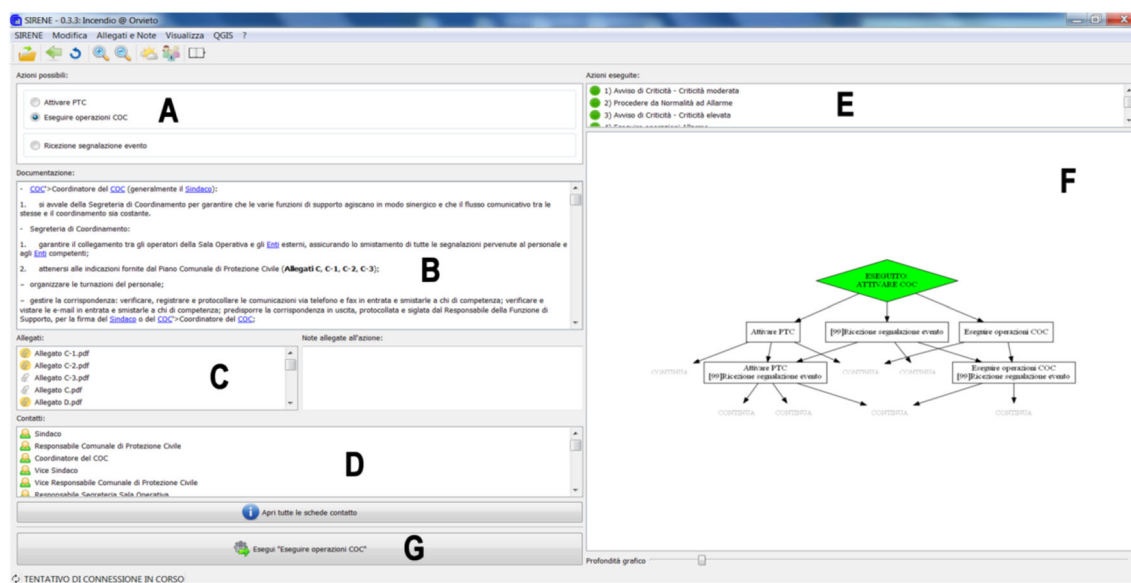 SIRENE - 0.3.3: Incendio @ Orvieto
SIRENE Modifica Allegati e Note Visualizza QGIS ?
Azioni possibili:
Attivare PTC
Eseguire operazioni COC
A
Ricezione segnalazione evento
Documentazione:
- COC">Coordinatore del COC (generalmente il Sindaco):
1. si avvale della Segreteria di Coordinamento per garantire che le varie funzioni di supporto agiscano in modo sinergico e che il flusso comunicativo tra le
stesse e il coordinamento sia costante.
- Segreteria di Coordinamento:
1. garantire il collegamento tra gli operatori della Sala Operativa e gli Enti esterni, assicurando lo smistamento di tutte le segnalazioni pervenute al personale e
agli Enti competenti;
2. attenersi alle indicazioni fornite dal Piano Comunale di Protezione Civile (Allegati C, C-1, C-2, C-3);
B
– organizzare le turnazioni del personale;
– gestire la corrispondenza: verificare, registrare e protocollare le comunicazioni via telefono e fax in entrata e smistarle a chi di competenza; verificare e
vistare le e-mail in entrata e smistarle a chi di competenza; predisporre la corrispondenza in uscita, protocollata e siglata dal Responsabile della Funzione di
Supporto, per la firma del Sindaco o del COC">Coordinatore del COC;
Allegati:
Allegato C-1.pdf
Allegato C-2.pdf
Allegato C-3.pdf
Allegato C.pdf
Allegato D.pdf
C
Note allegate all'azione:
Contatti:
Sindaco
Responsabile Comunale di Protezione Civile
Coordinatore del COC
Vice Sindaco
Vice Responsabile Comunale di Protezione Civile
Responsabile Segreteria Sala Operativa
D
Apri tutte le schede contatto
Esegui "Eseguire operazioni COC"
G
TENTATIVO DI CONNESSIONE IN CORSO
Azioni eseguite:
1) Avviso di Criticità - Criticità moderata
2) Procedere da Normalità ad Allarme
3) Avviso di Criticità - Criticità elevata
4) Eseguire operazioni Allarme
E
F
ESEGUITO
ATTIVARE COC
Attivare PTC
[99]Ricezione segnalazione evento
Eseguire operazioni COC
CONTINUA
Attivare PTC
[99]Ricezione segnalazione evento
CONTINUA
CONTINUA
Eseguire operazioni COC
[99]Ricezione segnalazione evento
CONTINUA
CONTINUA
CONTINUA
CONTINUA
Profondità grafico